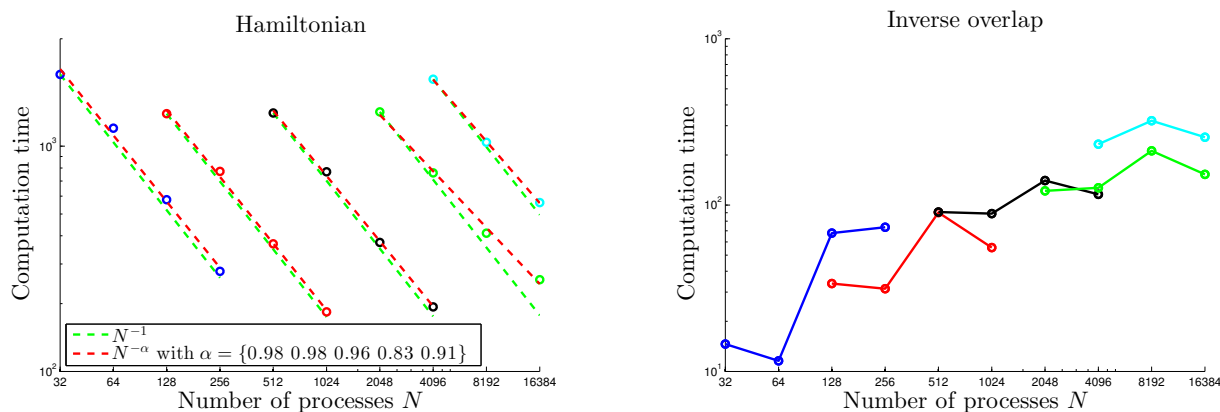 Hamiltonian
Computation time
10^3
10^2
N^{-1}
N^{-α} with α = {0.98 0.98 0.96 0.83 0.91}
32 64 128 256 512 1024 2048 4096 8192 16384
Number of processes N
Inverse overlap
Computation time
10^3
10^2
10^1
32 64 128 256 512 1024 2048 4096 8192 16384
Number of processes N